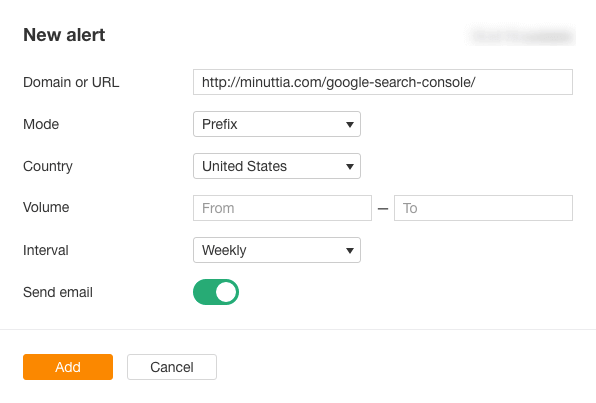 New alert
Domain or URL http://minuttia.com/google-search-console/
Mode Prefix
Country United States
Volume From — To
Interval Weekly
Send email
Add Cancel